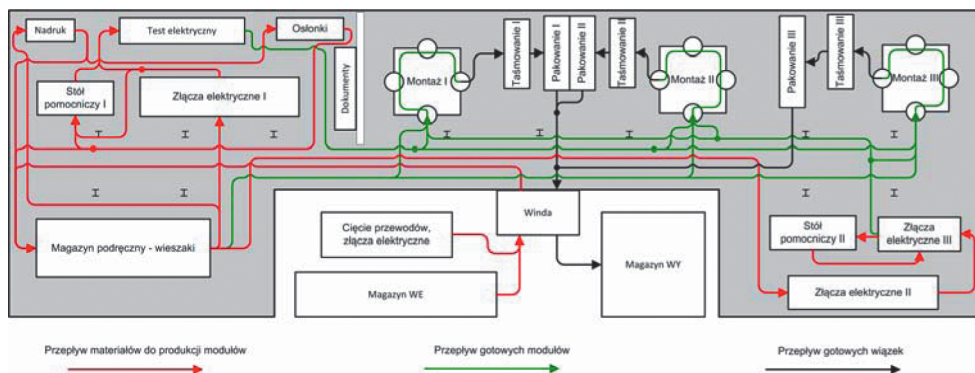 Nadruk
Test elektryczny
Osłonki
Stół
pomocniczy I
Złącza elektryczne I
Dokumenty
Montaż I
Taśmowanie I
Pakowanie I
Pakowanie II
Taśmowanie II
Montaż II
Pakowanie III
Taśmowanie III
Montaż III
Magazyn podręczny - wieszaki
Winda
Cięcie przewodów,
złącza elektryczne
Magazyn WE
Magazyn WY
Stół
pomocniczy II
Złącza
elektryczne III
Złącza elektryczne II
Przepływ materiałów do produkcji modułów
Przepływ gotowych modułów
Przepływ gotowych wiązek